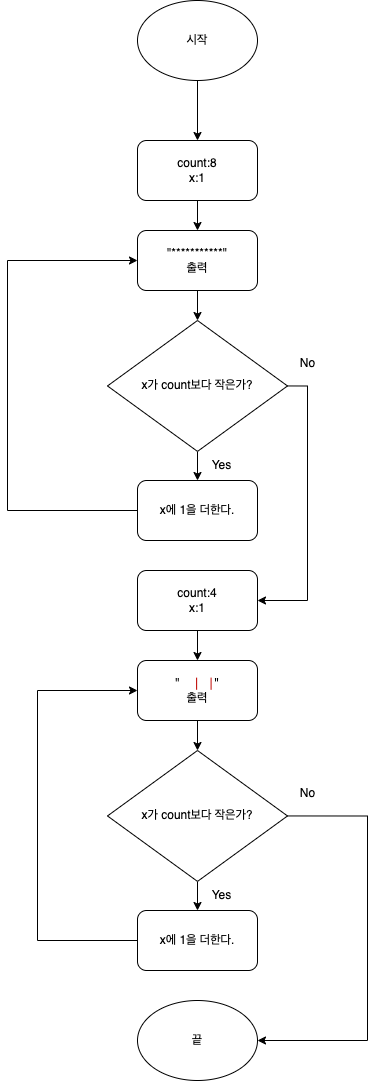 시작
count:8
x:1
"***********"
출력
x가 count보다 작은가?
No
Yes
x에 1을 더한다.
count:4
x:1
"   |  |"
출력
x가 count보다 작은가?
No
Yes
x에 1을 더한다.
끝